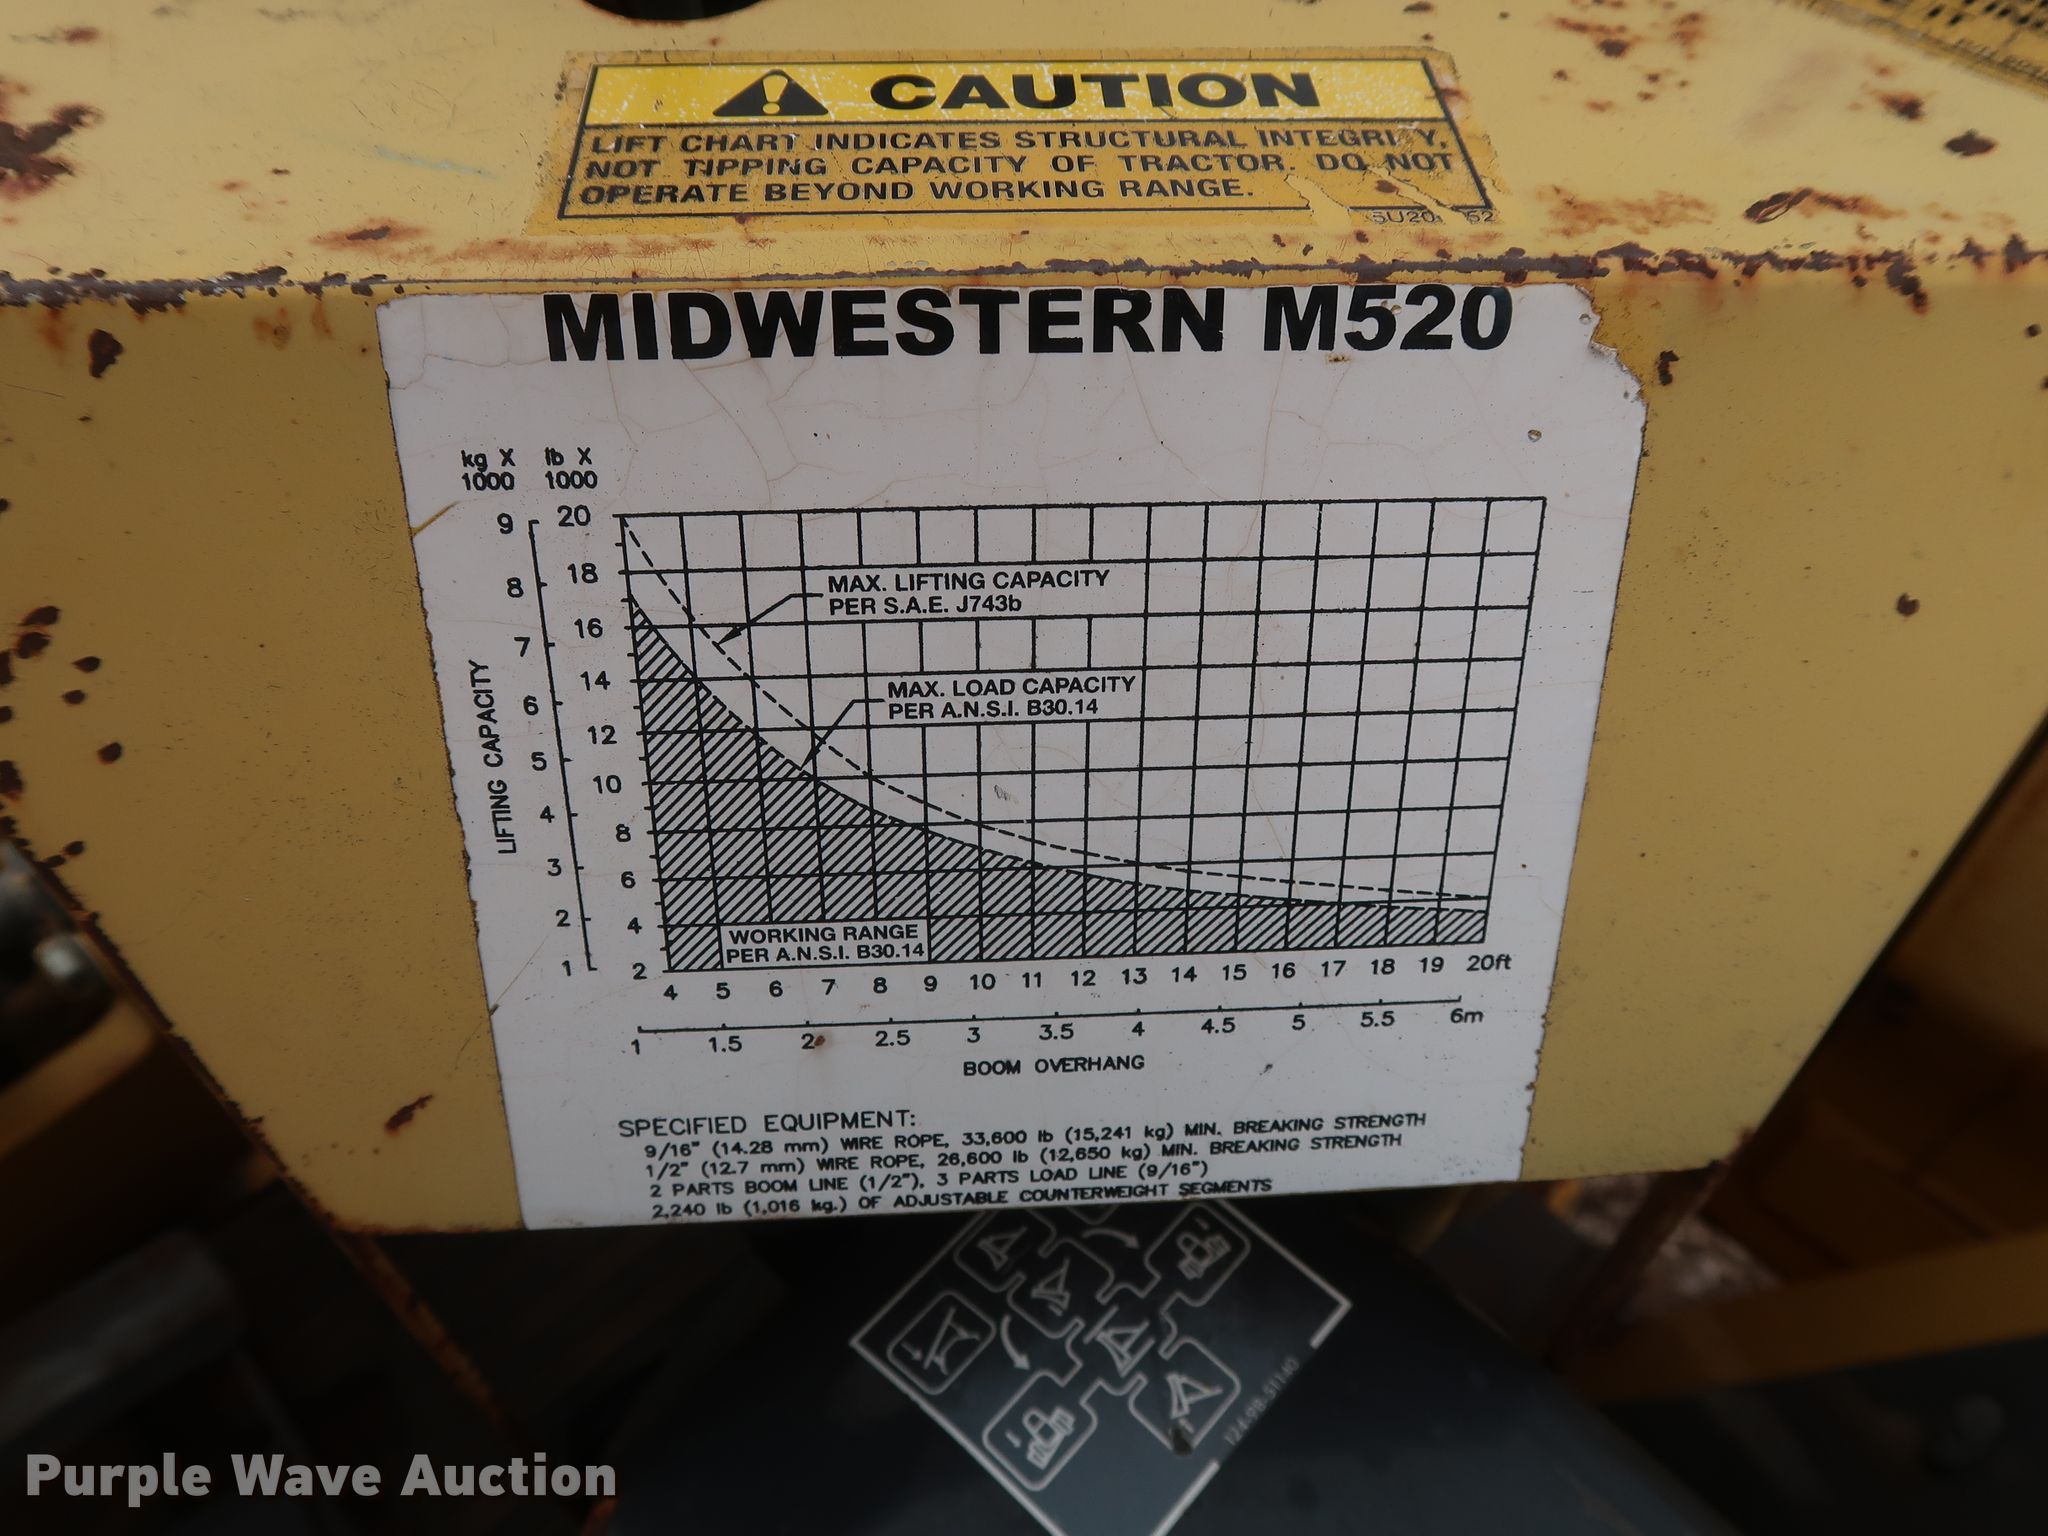 CAUTION
LIFT CHART INDICATES STRUCTURAL INTEGRI Y,
NOT TIPPING CAPACITY OF TRACTOR. DO NOT
OPERATE BEYOND WORKING RANGE.
MIDWESTERN M520
kg X lb X
1000 1000
9 20
8 18
16
7
14
6
12
5
10
4
8
3
6
2
4
1 2
LIFTING CAPACITY
MAX. LIFTING CAPACITY
PER S.A.E. J743b
MAX. LOAD CAPACITY
PER A.N.S.I. B30.14
WORKING RANGE
PER A.N.S.I. B30.14
4 5 6 7 8 9 10 11 12 13 14 15 16 17 18 19 20ft
1 1.5 2 2.5 3 3.5 4 4.5 5 5.5 6m
BOOM OVERHANG
SPECIFIED EQUIPMENT:
9/16" (14.28 mm) WIRE ROPE, 33,600 lb (15,241 kg) MIN. BREAKING STRENGTH
1/2" (12.7 mm) WIRE ROPE, 26,600 lb (12,650 kg) MIN. BREAKING STRENGTH
2 PARTS BOOM LINE (1/2"), 3 PARTS LOAD LINE (9/16")
2,240 lb (1,016 kg.) OF ADJUSTABLE COUNTERWEIGHT SEGMENTS
Purple Wave Auction